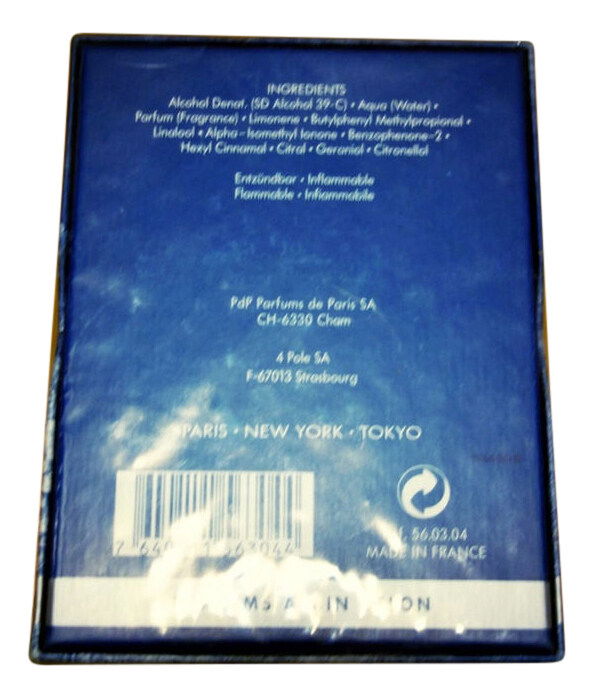 INGREDIENTS
Alcohol Denat. (SD Alcohol 39-C) • Aqua (Water) •
Parfum (Fragrance) • Limonene • Butylphenyl Methylpropional •
Linalool • Alpha-Isomethyl Ionone • Benzophenone-2 •
Hexyl Cinnamal • Citral • Geraniol • Citronellol
Entzündbar • Inflammable
Flammable • Infiammabile
PdP Parfums de Paris SA
CH-6330 Cham
4 Pole SA
F-67013 Strasbourg
PARIS • NEW YORK • TOKYO
56.03.04
MADE IN FRANCE